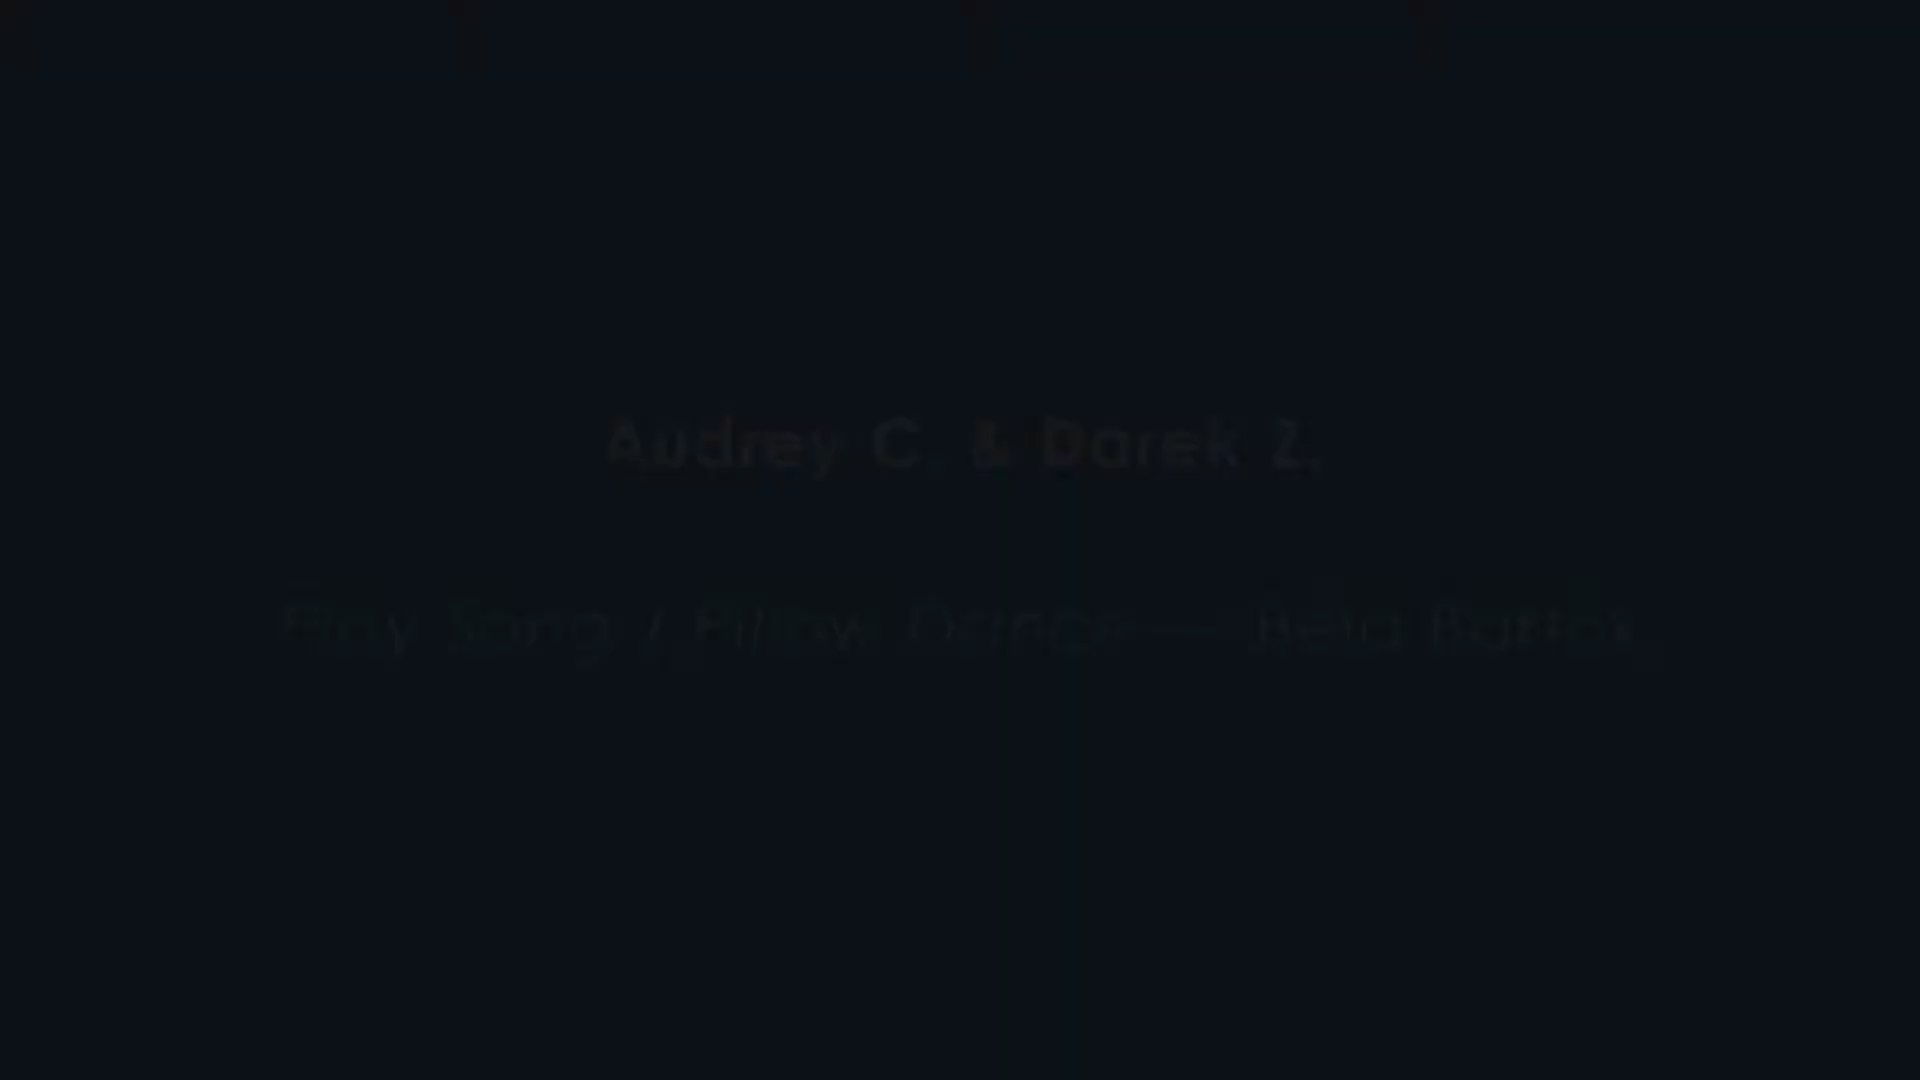 Audrey C. & Darek Z.
Play Song / Pillow Dance — Bela Bartok